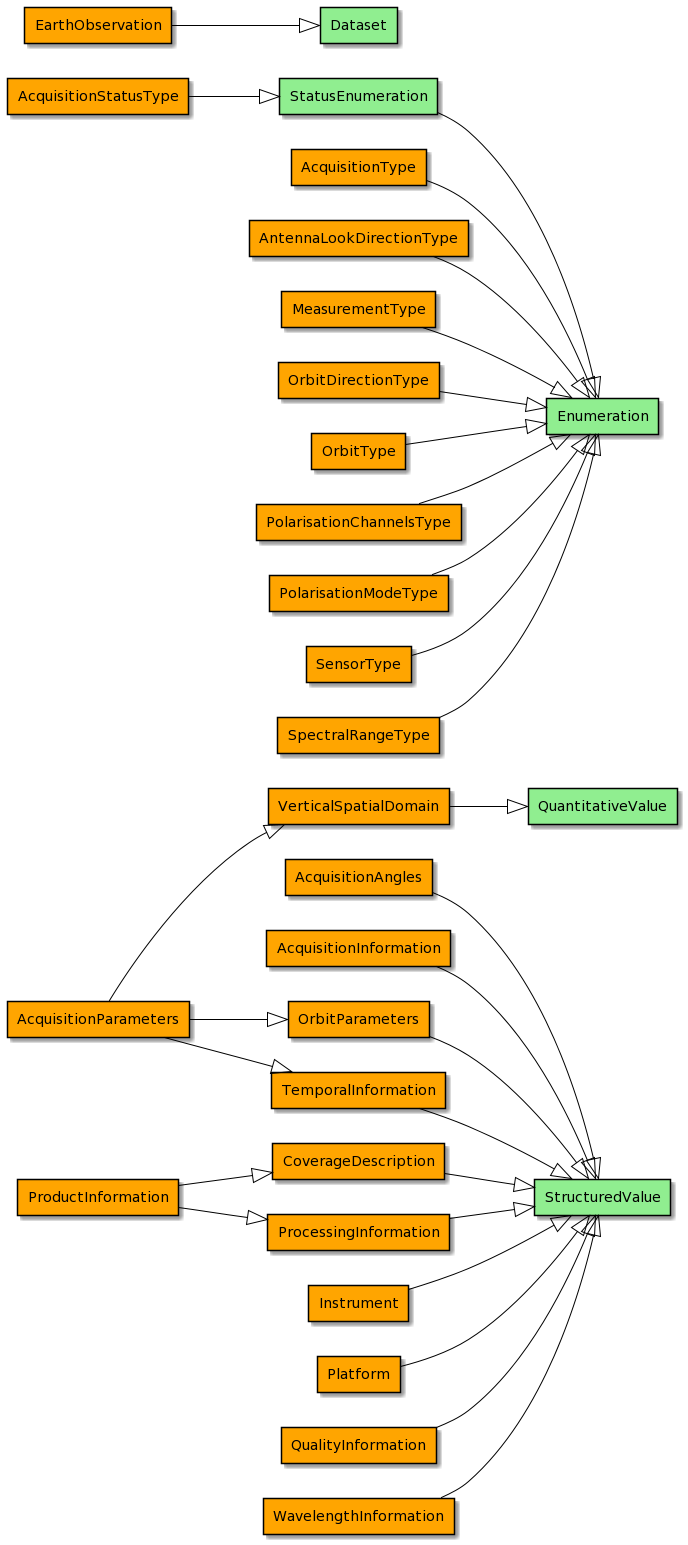 EarthObservation
Dataset
AcquisitionStatusType
StatusEnumeration
AcquisitionType
AntennaLookDirectionType
MeasurementType
OrbitDirectionType
Enumeration
OrbitType
PolarisationChannelsType
PolarisationModeType
SensorType
SpectralRangeType
VerticalSpatialDomain
QuantitativeValue
AcquisitionAngles
AcquisitionInformation
AcquisitionParameters
OrbitParameters
TemporalInformation
CoverageDescription
ProductInformation
StructuredValue
ProcessingInformation
Instrument
Platform
QualityInformation
WavelengthInformation